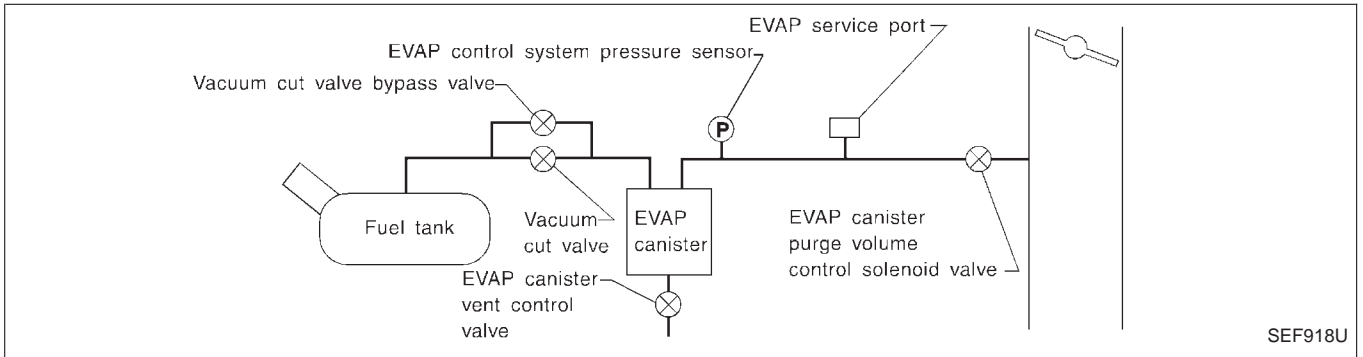 EVAP service port
EVAP control system pressure sensor
Vacuum cut valve bypass valve
P
Fuel tank
Vacuum
cut valve
EVAP
canister
EVAP canister
purge volume
control solenoid valve
EVAP canister
vent control
valve
SEF918U